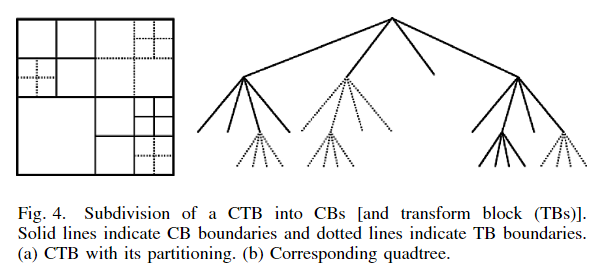 Fig. 4. Subdivision of a CTB into CBs [and transform block (TBs)].
Solid lines indicate CB boundaries and dotted lines indicate TB boundaries.
(a) CTB with its partitioning. (b) Corresponding quadtree.